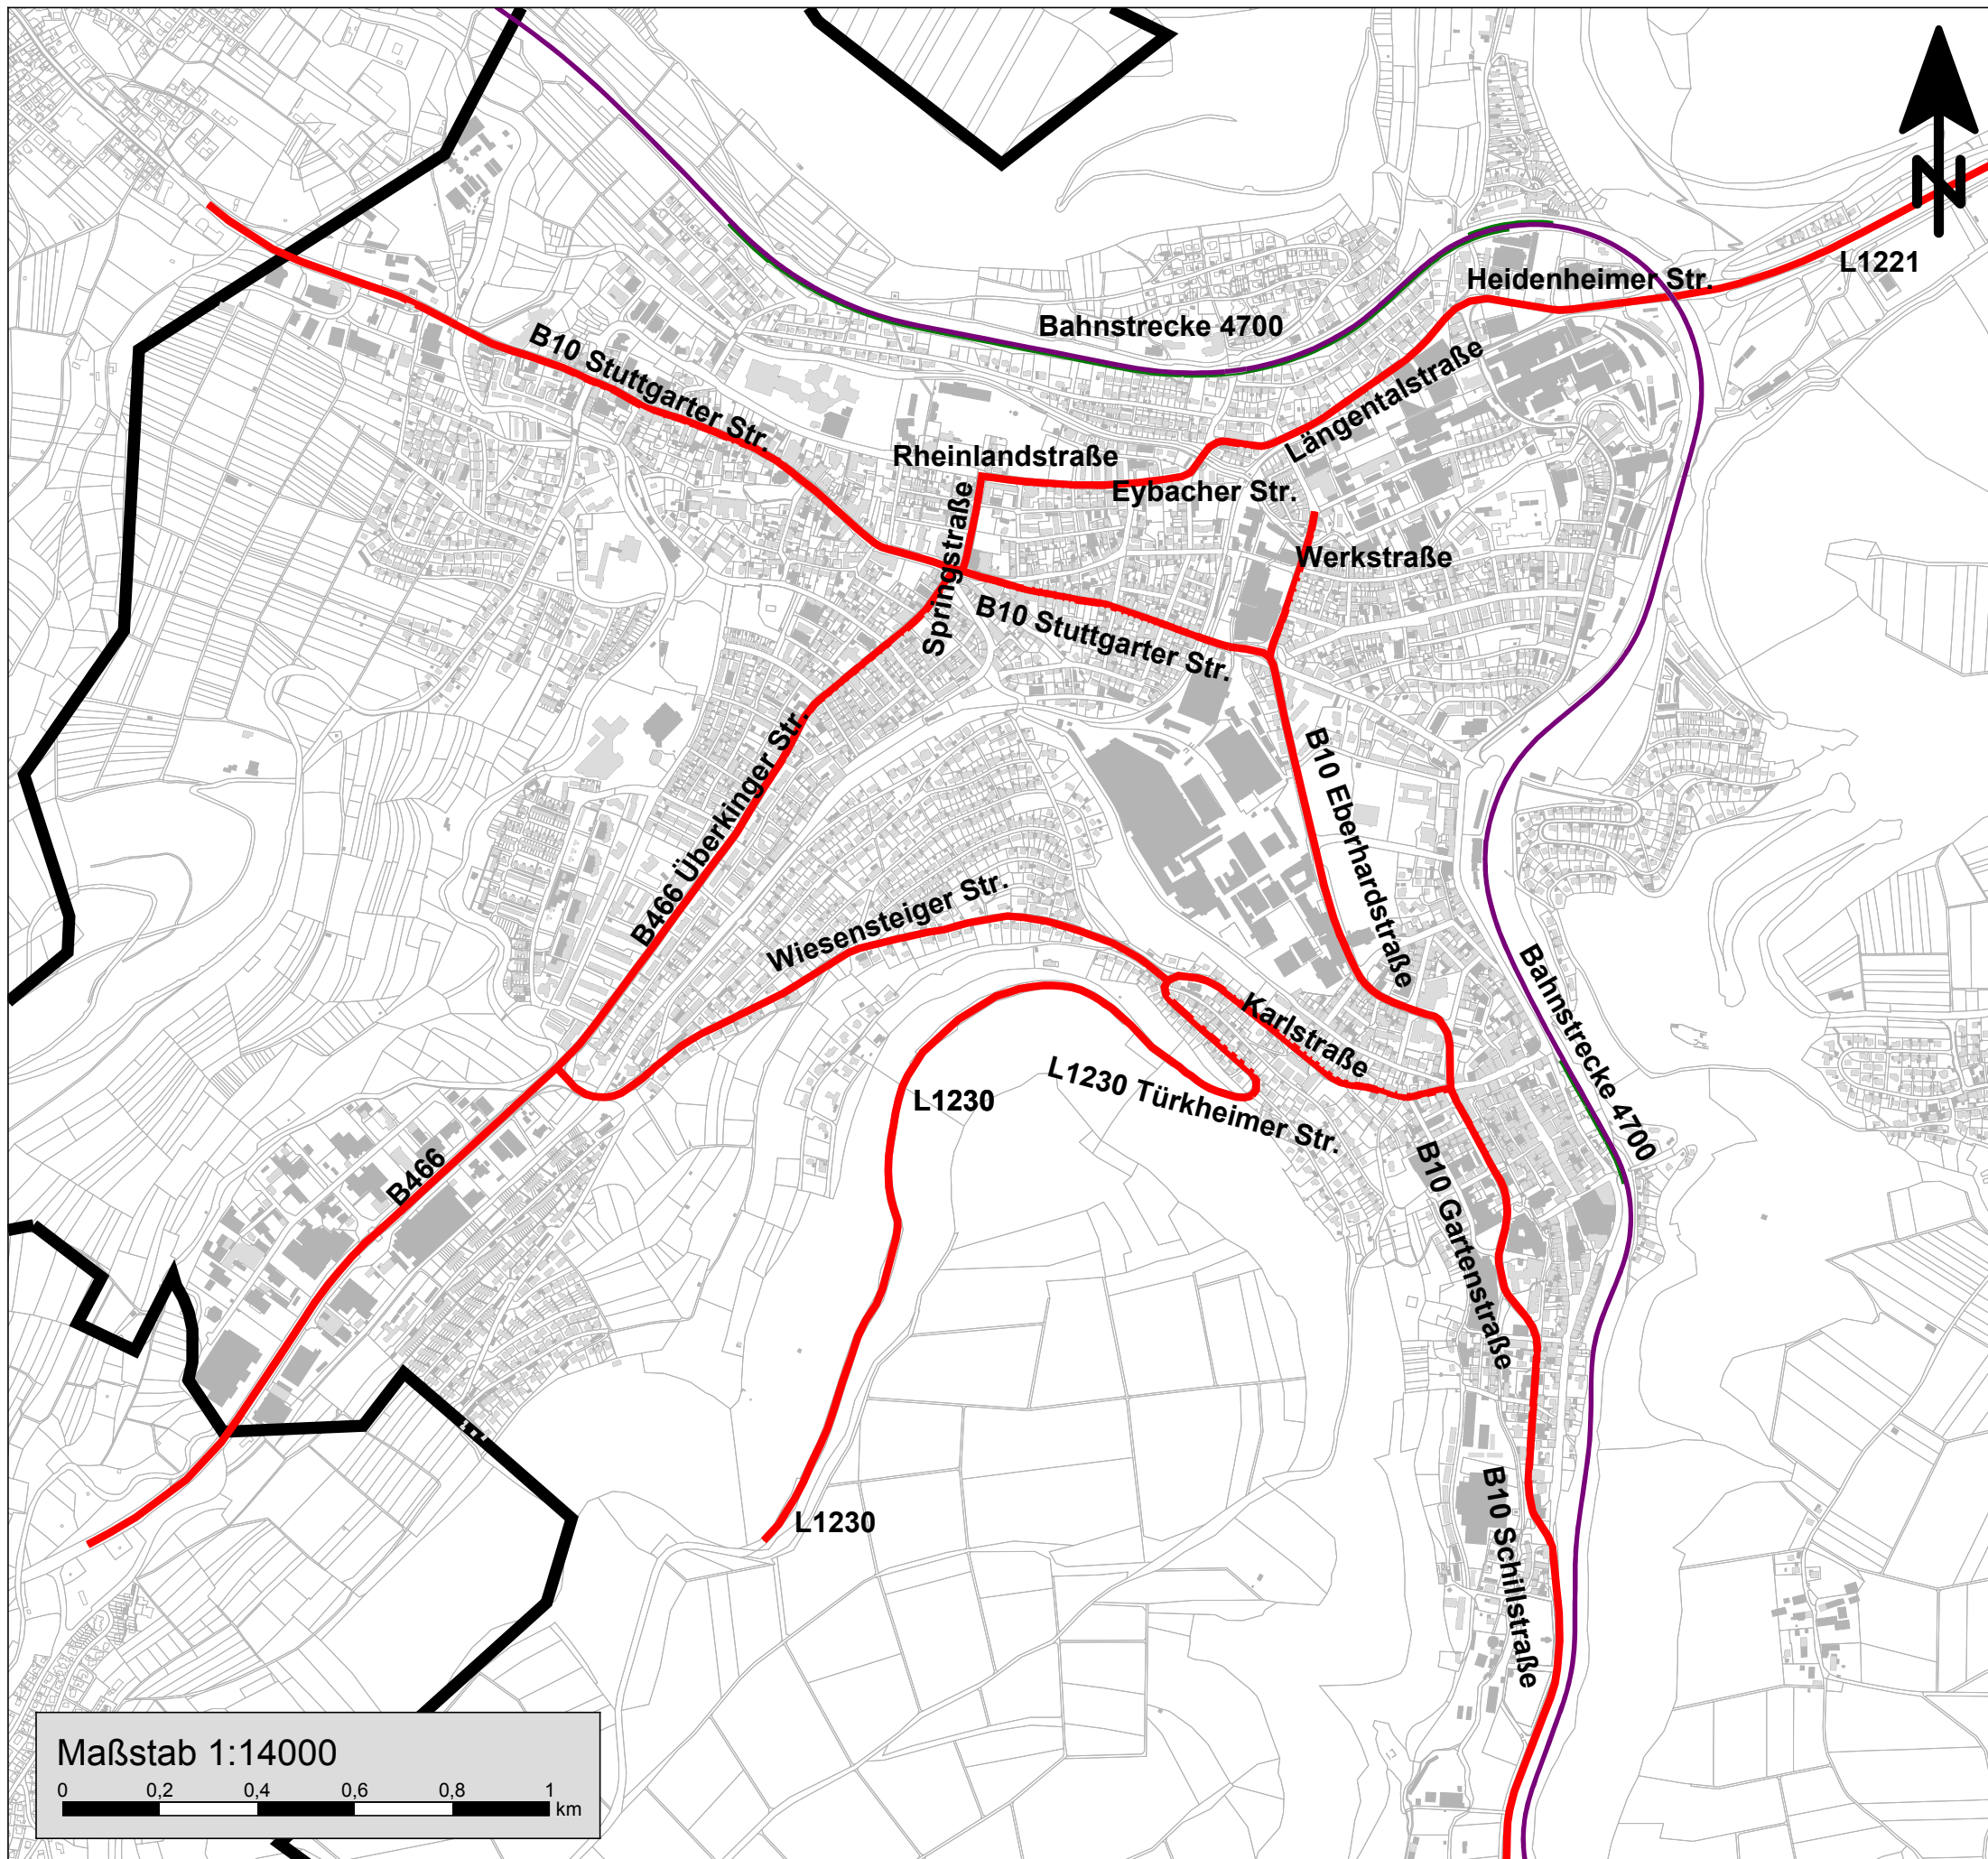 N
L1221
Heidenheimer Str.
Bahnstrecke 4700
B10 Stuttgarter Str.
Längentalstraße
Rheinlandstraße
Eybacher Str.
Springstraße
Werkstraße
B10 Stuttgarter Str.
B466 Überkinger Str.
B10 Eberhardstraße
Wiesensteiger Str.
Bahnstrecke 4700
Karlstraße
L1230 Türkheimer Str.
L1230
B466
B10 Gartenstraße
L1230
B10 Schillstraße
Maßstab 1:14000
0 0,2 0,4 0,6 0,8 1
km